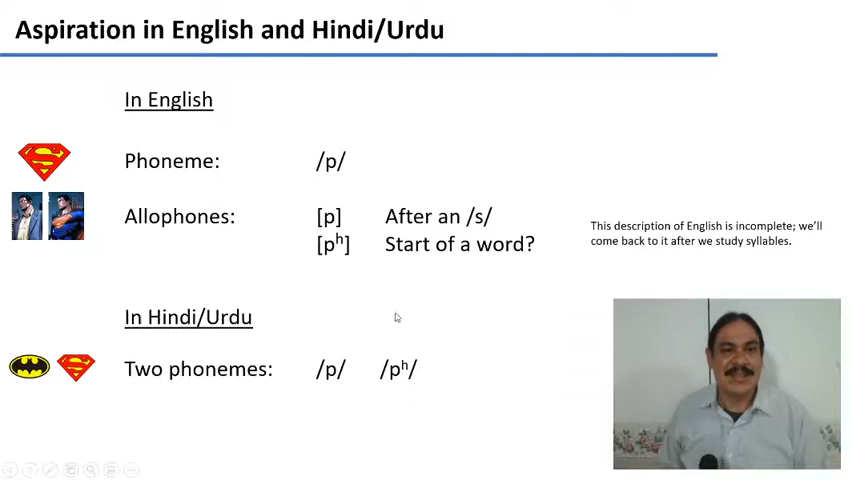 Aspiration in English and Hindi/Urdu
In English
Phoneme: /p/
Allophones: [p] After an /s/
[pʰ] Start of a word?
This description of English is incomplete; we'll
come back to it after we study syllables.
In Hindi/Urdu
Two phonemes: /p/ /pʰ/